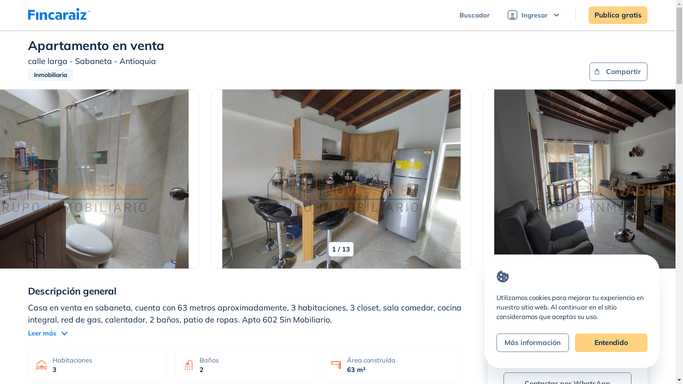 Fincaraiz
Buscador
Ingresar
Publica gratis
Apartamento en venta
calle larga - Sabaneta - Antioquia
Inmobiliaria
Compartir
1 / 13
Descripción general
Casa en venta en sabaneta, cuenta con 63 metros aproximadamente, 3 habitaciones, 3 closet, sala comedor, cocina
integral, red de gas, calentador, 2 baños, patio de ropas. Apto 602 Sin Mobiliario.
Leer más
Habitaciones
3
Baños
2
Área construida
63 m²
Utilizamos cookies para mejorar tu experiencia en
nuestro sitio web. Al continuar en el sitio
consideramos que aceptas su uso.
Más información
Entendido
Contactar por WhatsApp